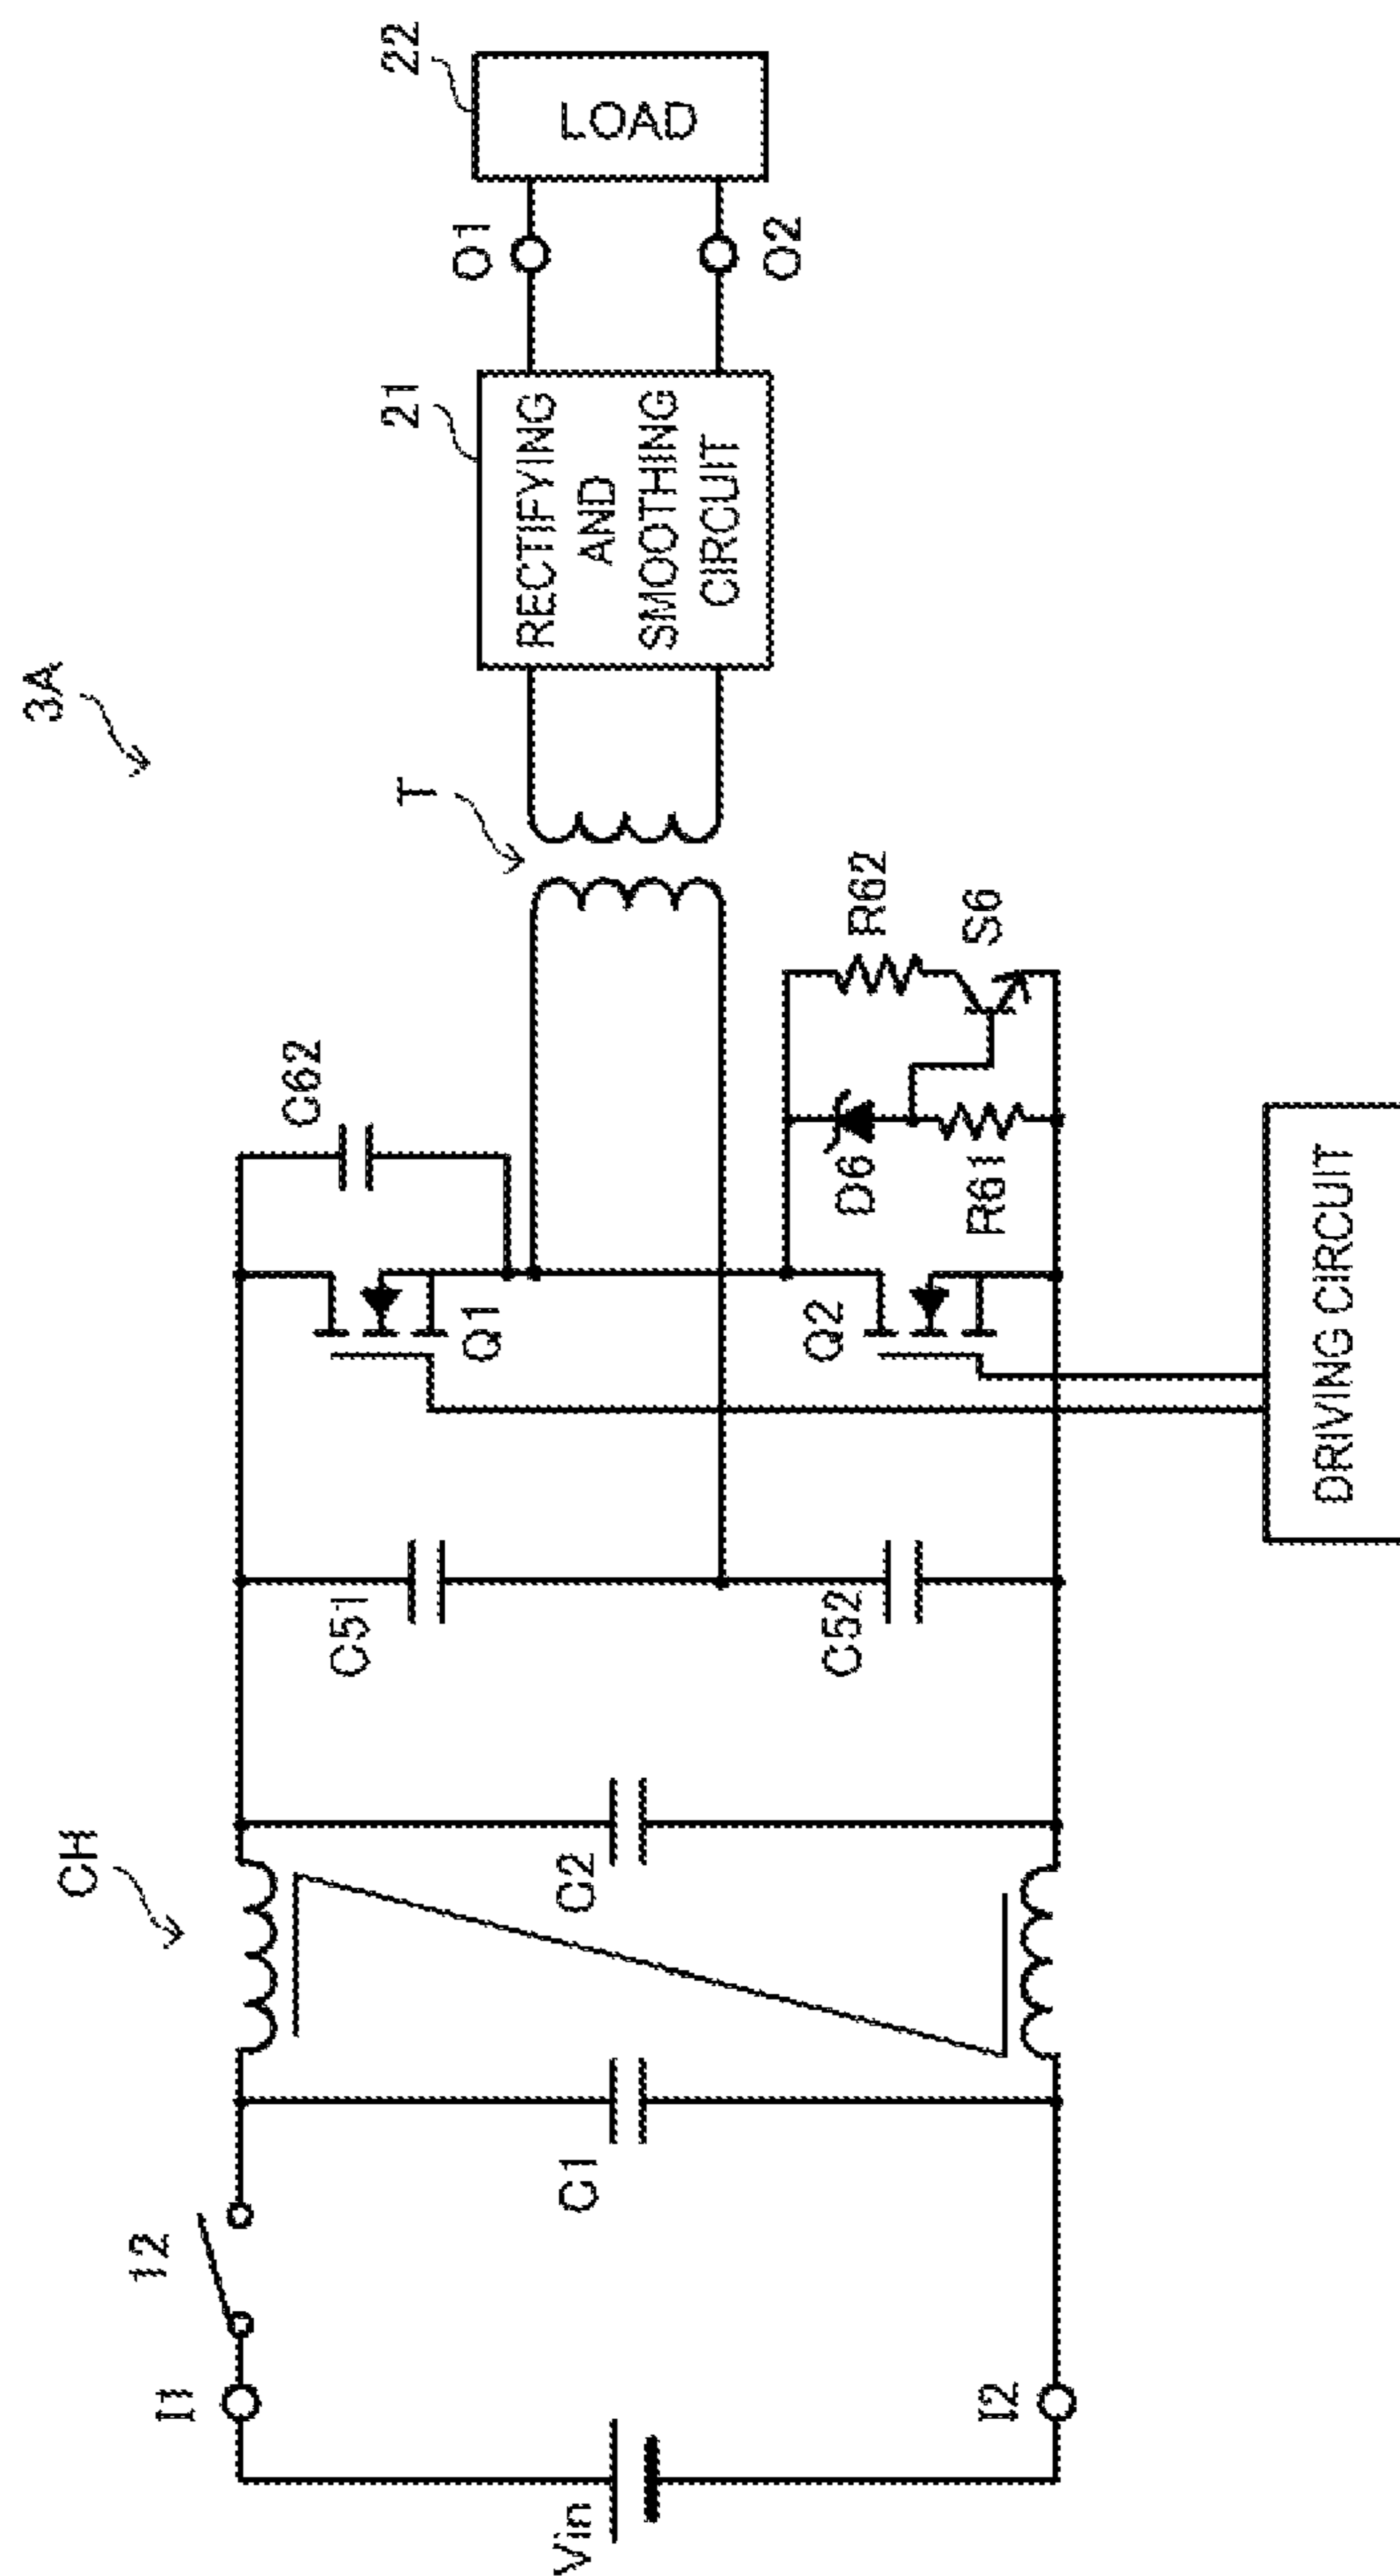 3A
CH
T
I1
12
Vin
I2
C1
C2
C51
C52
Q1
Q2
C62
D6
R61
R62
S6
21
RECTIFYING
AND
SMOOTHING
CIRCUIT
O1
O2
22
LOAD
DRIVING CIRCUIT